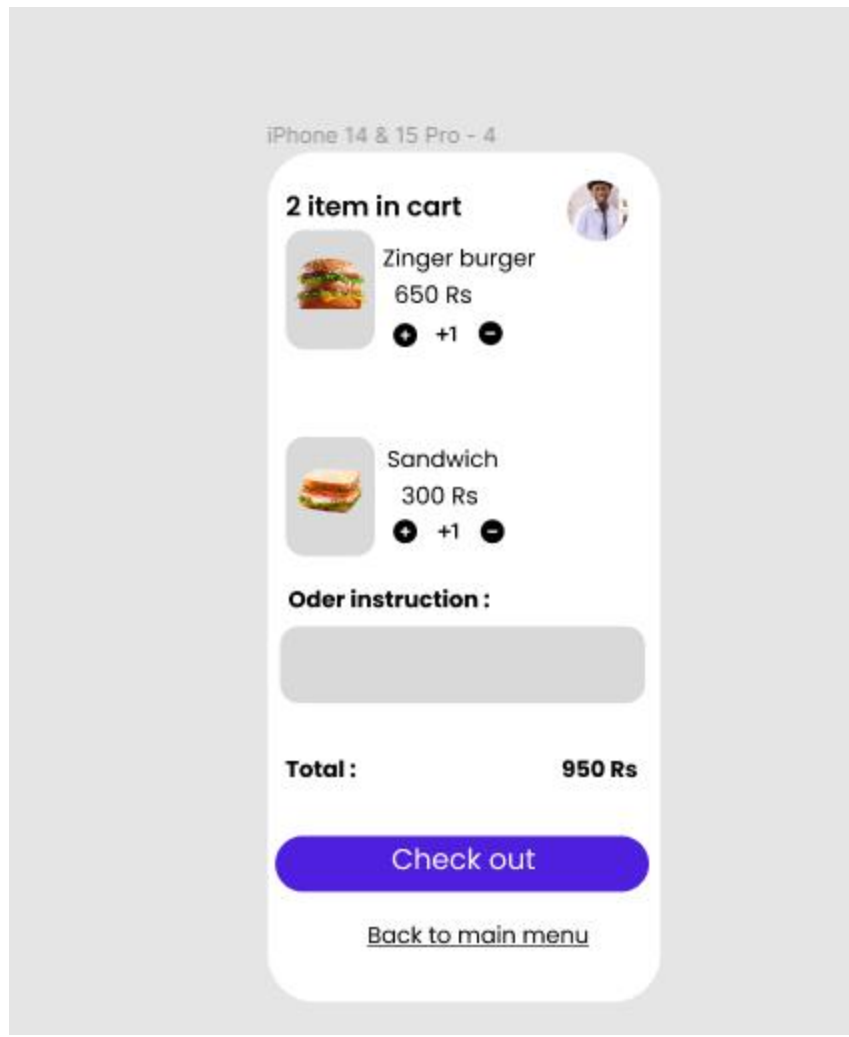 iPhone 14 & 15 Pro - 4
2 item in cart
Zinger burger
650 Rs
+1
Sandwich
300 Rs
+1
Oder instruction :
Total : 950 Rs
Check out
Back to main menu